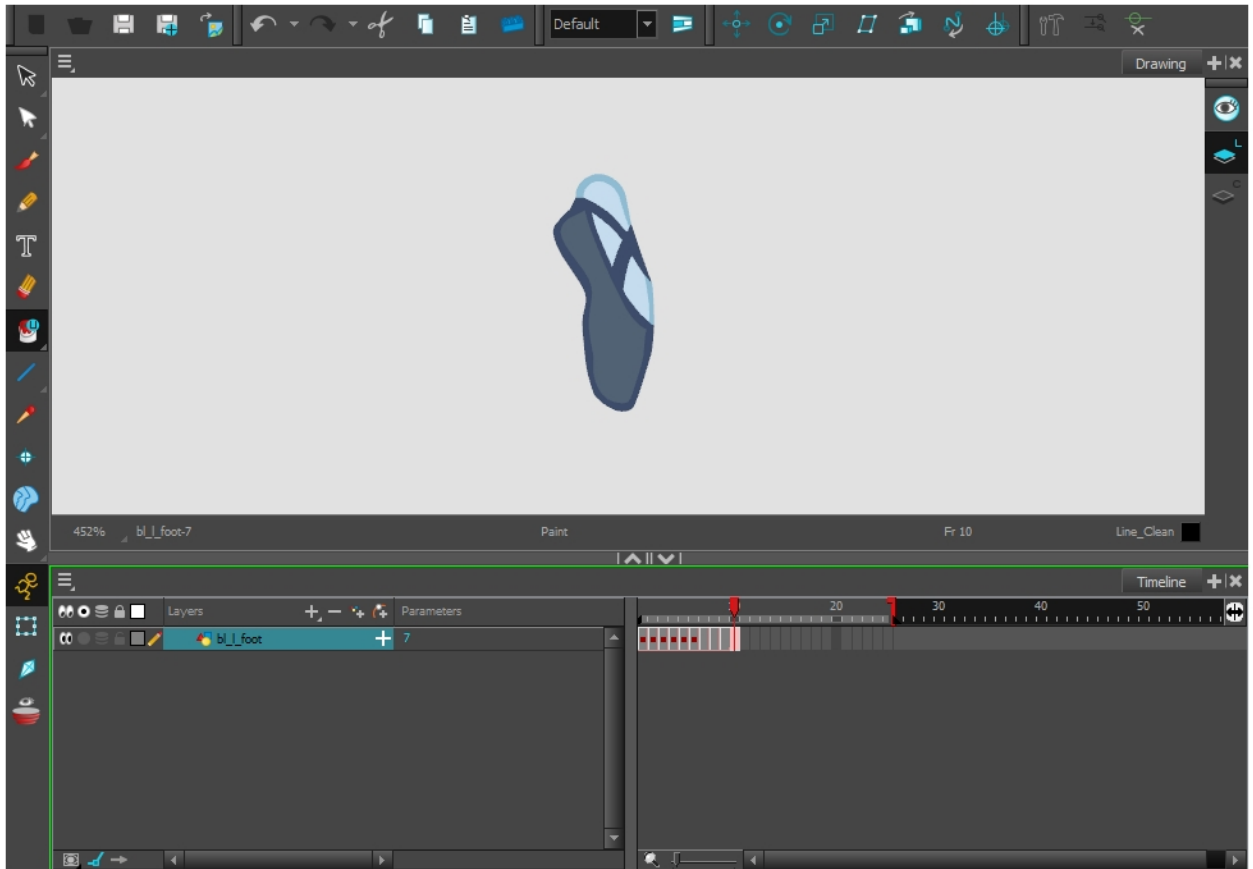 Default
Drawing
L
C
T
452% bl_l_foot-7 Paint Fr 10 Line_Clean
Timeline
Layers Parameters
20 30 40 50
bl_l_foot 7